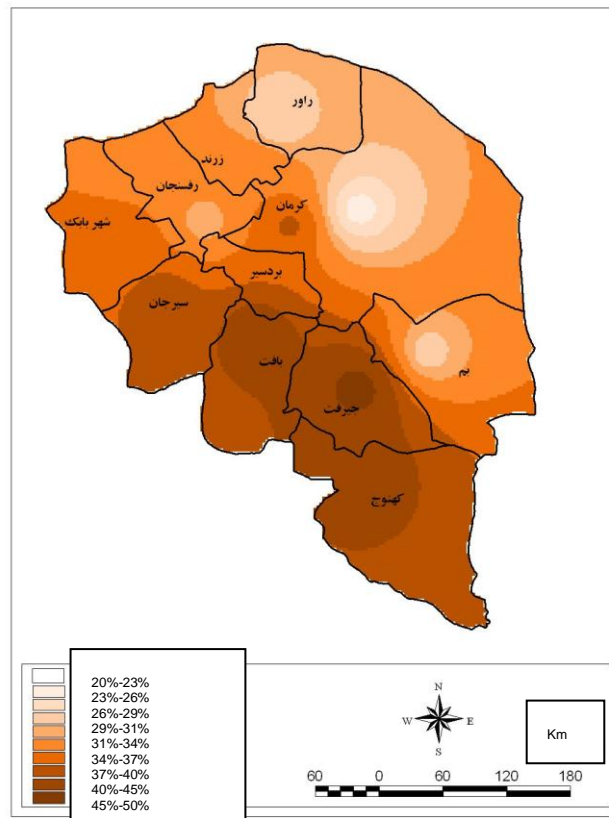 راور
زرند
رفسنجان
کرمان
شهر بابک
بردسیر
سیرجان
بافت
بم
جیرفت
کهنوج
20%-23%
23%-26%
26%-29%
29%-31%
31%-34%
34%-37%
37%-40%
40%-45%
45%-50%
N
W E
S
Km
60 0 60 120 180